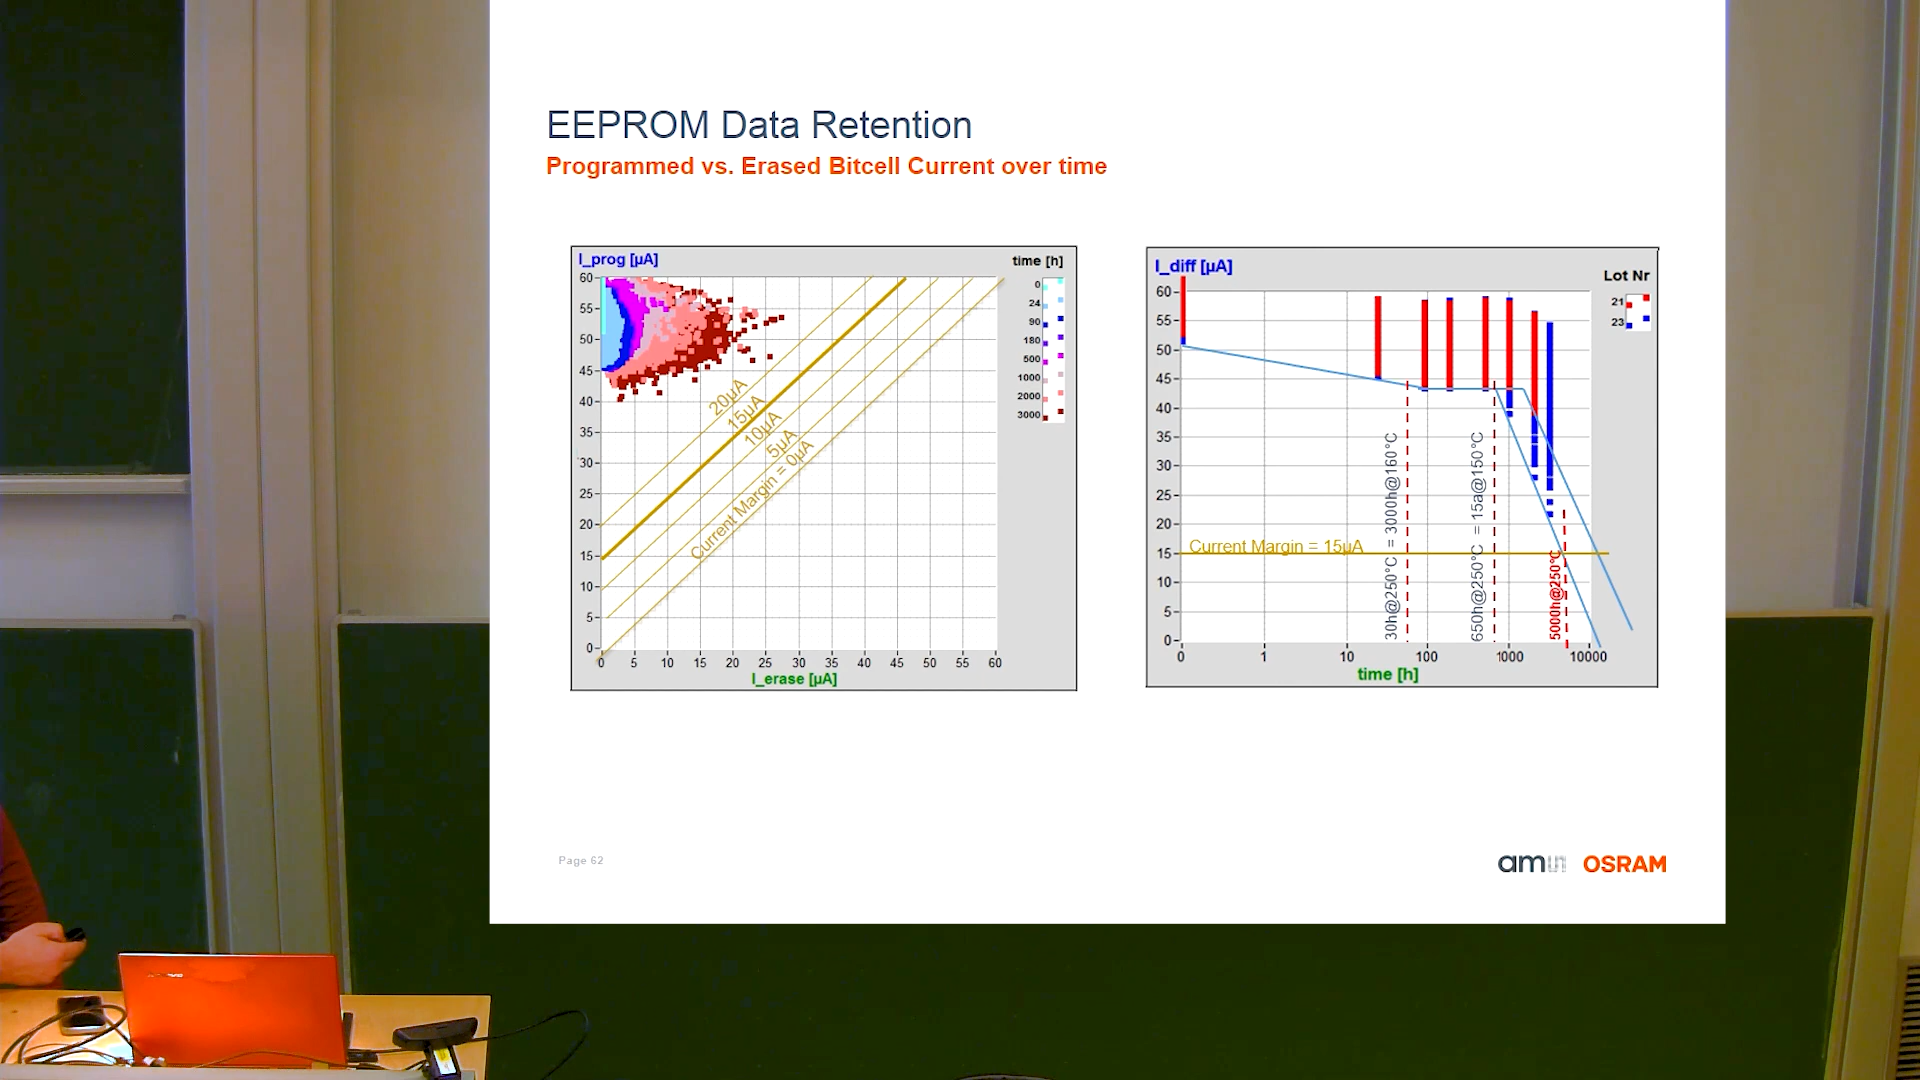 EEPROM Data Retention
Programmed vs. Erased Bitcell Current over time
I_prog [µA]
time [h]
60
55
50
45
40
35
30
25
20
15
10
5
0
0
24
90
180
500
1000
2000
3000
20µA
15µA
10µA
5µA
Current Margin = 0µA
0 5 10 15 20 25 30 35 40 45 50 55 60
I_erase [µA]
I_diff [µA]
Lot Nr
21
23
60
55
50
45
40
35
30
25
20
15
10
5
0
Current Margin = 15µA
30h@250°C = 3000h@160°C
650h@250°C = 15a@150°C
5000h@250°C
0 1 10 100 1000 10000
time [h]
Page 62
am OSRAM